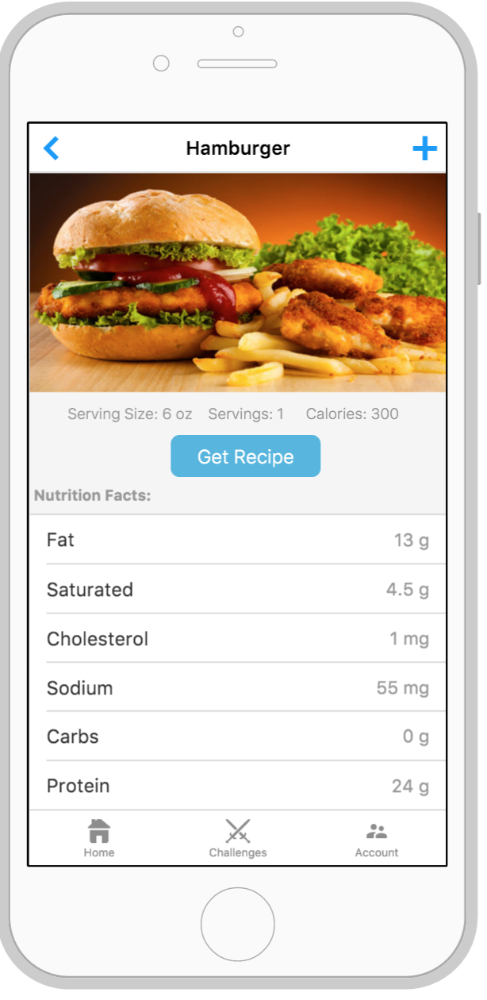 Hamburger
Serving Size: 6 oz Servings: 1 Calories: 300
Get Recipe
Nutrition Facts:
Fat 13 g
Saturated 4.5 g
Cholesterol 1 mg
Sodium 55 mg
Carbs 0 g
Protein 24 g
Home Challenges Account